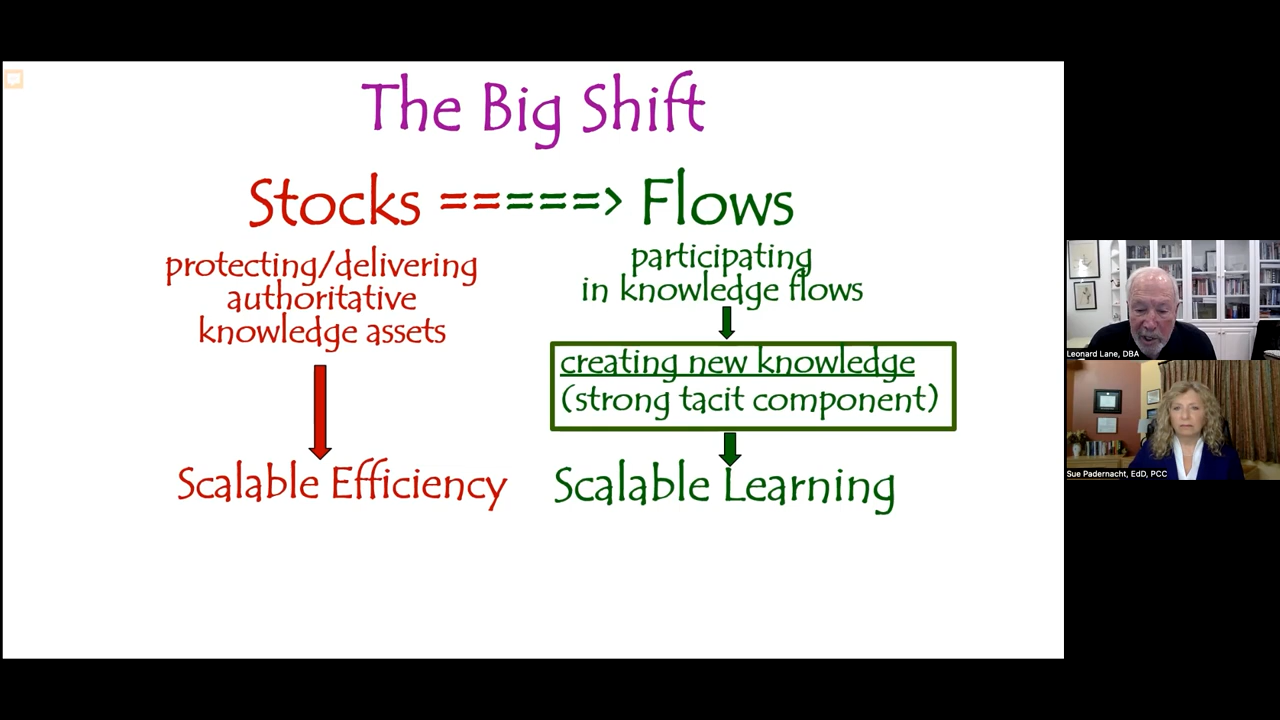 The Big Shift
Stocks =====> Flows
protecting/delivering
authoritative
knowledge assets
participating
in knowledge flows
creating new knowledge
(strong tacit component)
Scalable Efficiency
Scalable Learning
Leonard Lane, DBA
Sue Padernacht, EdD, PCC